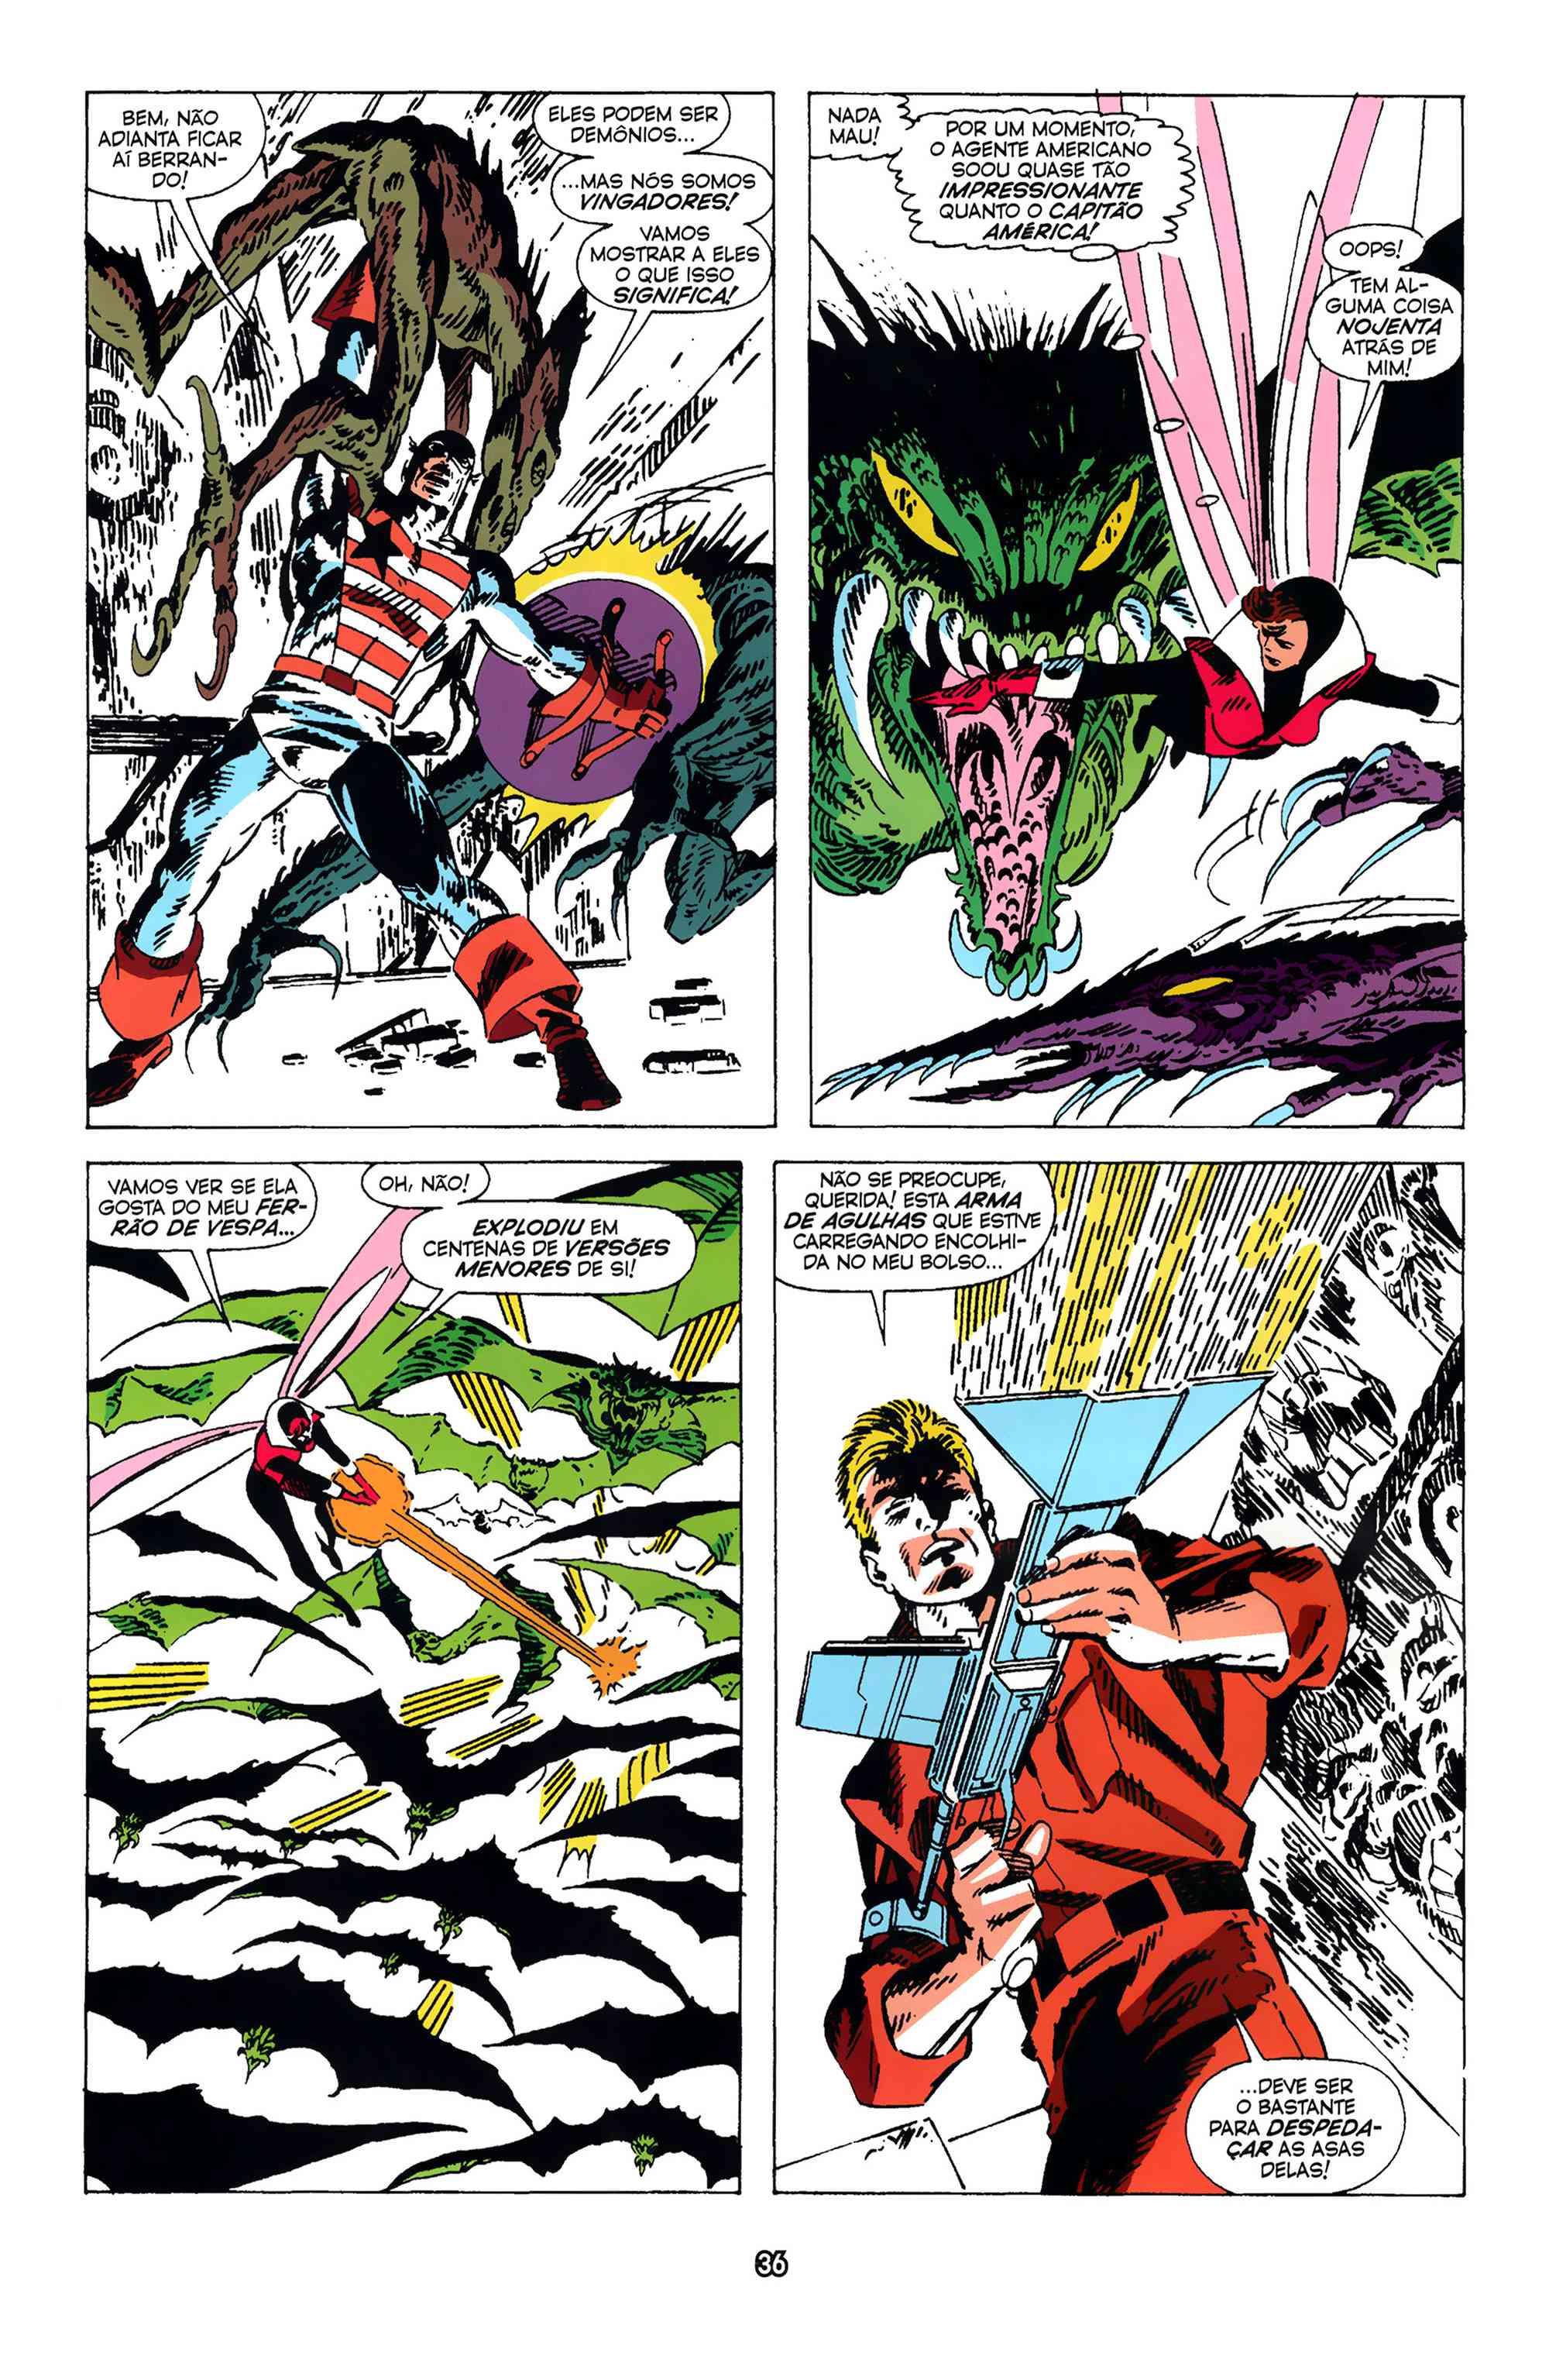 BEM, NÃO
ADIANTA FICAR
AÍ BERRAN-
DO!
ELES PODEM SER
DEMÔNIOS...
...MAS NÓS SOMOS
VINGADORES!
VAMOS
MOSTRAR A ELES
O QUE ISSO
SIGNIFICA!
NADA
MAU!
POR UM MOMENTO,
O AGENTE AMERICANO
SOOU QUASE TÃO
IMPRESSIONANTE
QUANTO O CAPITÃO
AMÉRICA!
OOPS!
TEM AL-
GUMA COISA
NOJENTA
ATRÁS DE
MIM!
VAMOS VER SE ELA
GOSTA DO MEU FER-
RÃO DE VESPA...
OH, NÃO!
EXPLODIU EM
CENTENAS DE VERSÕES
MENORES DE SI!
NÃO SE PREOCUPE,
QUERIDA! ESTA ARMA
DE AGULHAS QUE ESTIVE
CARREGANDO ENCOLHI-
DA NO MEU BOLSO...
...DEVE SER
O BASTANTE
PARA DESPEDA-
ÇAR AS ASAS
DELAS!
36